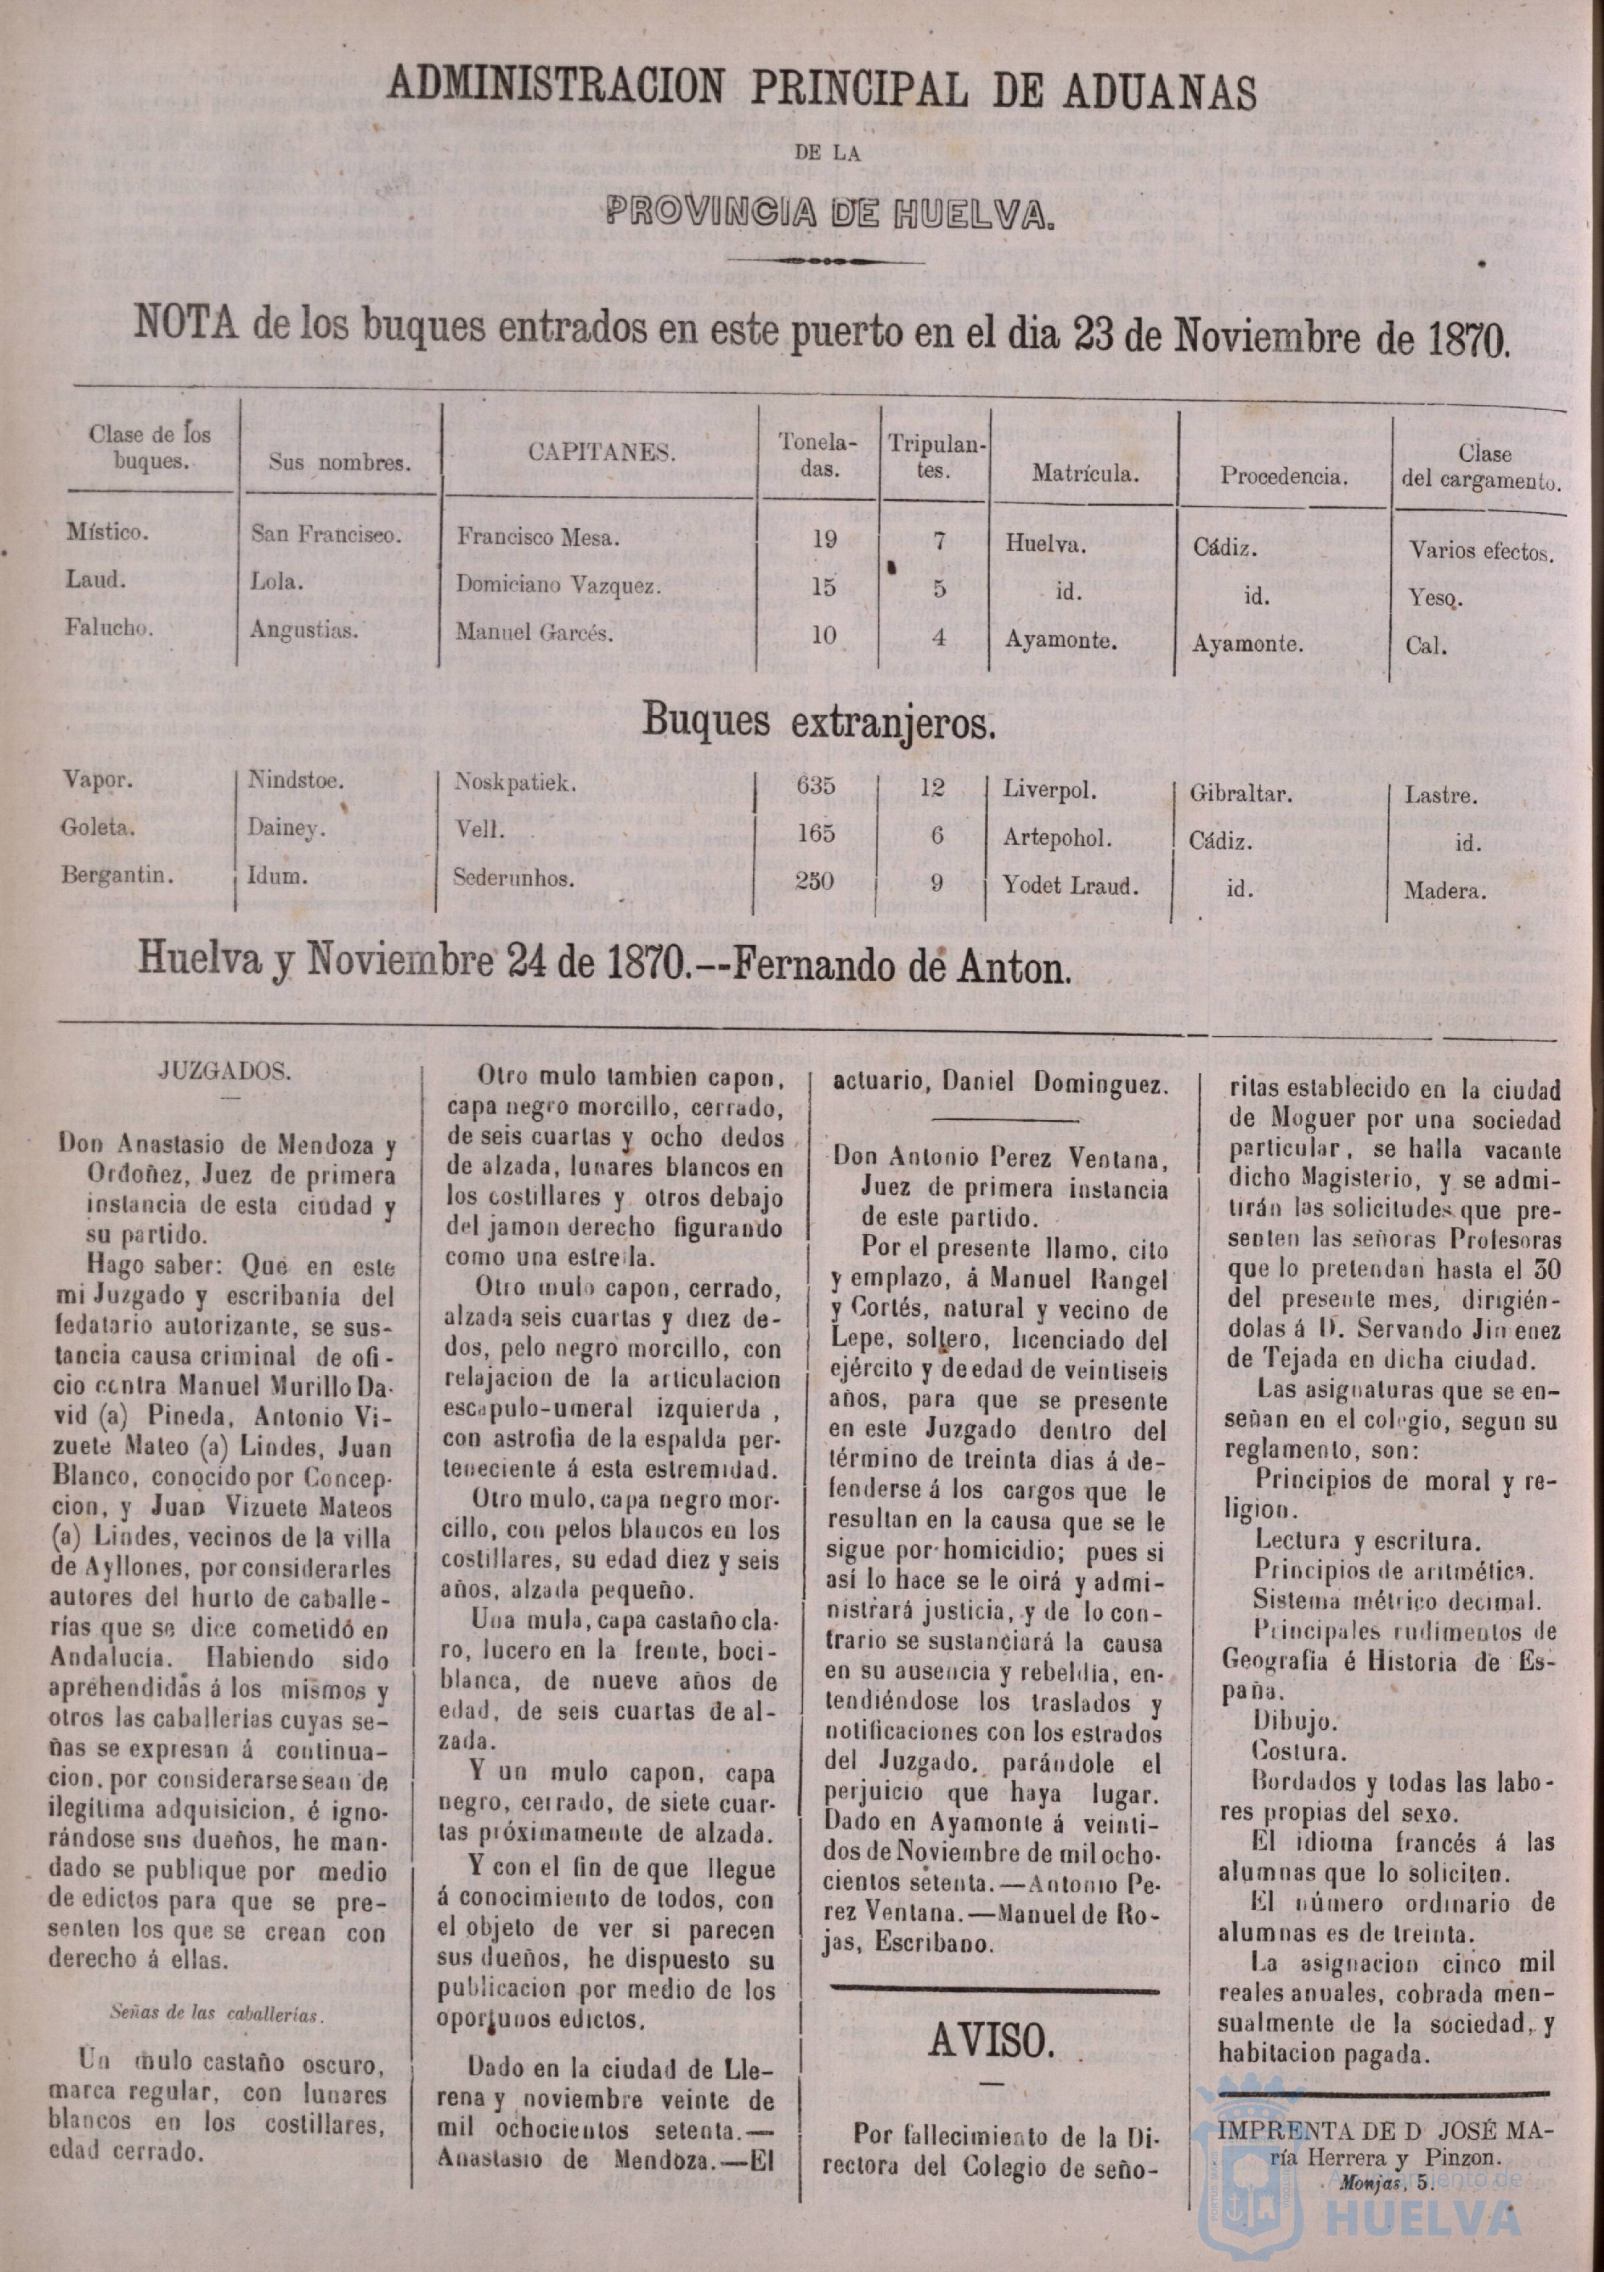 ADMINISTRACION PRINCIPAL DE ADUANAS
DE LA
PROVINCIA DE HUELVA.
NOTA de los buques entrados en este puerto en el dia 23 de Noviembre de 1870.
Clase de los buques. Sus nombres. CAPITANES. Tonela-das. Tripulan-tes. Matrícula. Procedencia. Clase del cargamento.
Místico. San Francisco. Francisco Mesa. 19 7 Huelva. Cádiz. Varios efectos.
Laud. Lola. Domiciano Vazquez. 15 5 id. id. Yeso.
Falucho. Angustias. Manuel Garcés. 10 4 Ayamonte. Ayamonte. Cal.
Buques extranjeros.
Vapor. Nindstoe. Noskpatiek. 635 12 Liverpol. Gibraltar. Lastre.
Goleta. Dainey. Vell. 165 6 Artepohol. Cádiz. id.
Bergantin. Idum. Sederunhos. 250 9 Yodet Lraud. id. Madera.
Huelva y Noviembre 24 de 1870.--Fernando de Anton.
JUZGADOS.
Don Anastasio de Mendoza y
Ordoñez, Juez de primera
instancia de esta ciudad y
su partido.
Hago saber: Que en este
mi Juzgado y escribanía del
fedatario autorizante, se sus-
tancia causa criminal de ofi-
cio contra Manuel Murillo Da-
vid (a) Pineda, Antonio Vi-
zuete Mateo (a) Lindes, Juan
Blanco, conocido por Concep-
cion, y Juan Vizuete Mateos
(a) Lindes, vecinos de la villa
de Ayllones, por considerarles
autores del hurto de caballe-
rías que se dice cometido en
Andalucía. Habiendo sido
aprehendidas á los mismos y
otros las caballerías cuyas se-
ñas se expresan á continua-
cion, por considerarse sean de
ilegítima adquisicion, é igno-
rándose sus dueños, he man-
dado se publique por medio
de edictos para que se pre-
senten los que se crean con
derecho á ellas.
Señas de las caballerías.
Un mulo castaño oscuro,
marca regular, con lunares
blancos en los costillares,
edad cerrado.
Otro mulo tambien capon,
capa negro morcillo, cerrado,
de seis cuartas y ocho dedos
de alzada, lunares blancos en
los costillares y otros debajo
del jamon derecho figurando
como una estrella.
Otro mulo capon, cerrado,
alzada seis cuartas y diez de-
dos, pelo negro morcillo, con
relajacion de la articulacion
escapulo-umeral izquierda,
con astrofia de la espalda per-
teneciente á esta estremidad.
Otro mulo, capa negro mor-
cillo, con pelos blancos en los
costillares, su edad diez y seis
años, alzada pequeño.
Una mula, capa castaño cla-
ro, lucero en la frente, boci-
blanca, de nueve años de
edad, de seis cuartas de al-
zada.
Y un mulo capon, capa
negro, cerrado, de siete cuar-
tas próximamente de alzada.
Y con el fin de que llegue
á conocimiento de todos, con
el objeto de ver si parecen
sus dueños, he dispuesto su
publicacion por medio de los
oportunos edictos.
Dado en la ciudad de Lle-
rena y noviembre veinte de
mil ochocientos setenta.—
Anastasio de Mendoza.—El
actuario, Daniel Dominguez.
Don Antonio Perez Ventana,
Juez de primera instancia
de este partido.
Por el presente llamo, cito
y emplazo, á Manuel Rangel
y Cortés, natural y vecino de
Lepe, soltero, licenciado del
ejército y de edad de veintiseis
años, para que se presente
en este Juzgado dentro del
término de treinta dias á de-
fenderse á los cargos que le
resultan en la causa que se le
sigue por homicidio; pues si
así lo hace se le oirá y admi-
nistrará justicia, y de lo con-
trario se sustanciará la causa
en su ausencia y rebeldia, en-
tendiéndose los traslados y
notificaciones con los estrados
del Juzgado, parándole el
perjuicio que haya lugar.
Dado en Ayamonte á veinti-
dos de Noviembre de mil ocho-
cientos setenta.—Antonio Pe-
rez Ventana.—Manuel de Ro-
jas, Escribano.
AVISO.
Por fallecimiento de la Di-
rectora del Colegio de seño-
ritas establecido en la ciudad
de Moguer por una sociedad
particular, se halla vacante
dicho Magisterio, y se admi-
tirán las solicitudes que pre-
senten las señoras Profesoras
que lo pretendan hasta el 30
del presente mes, dirigién-
dolas á D. Servando Jimenez
de Tejada en dicha ciudad.
Las asignaturas que se en-
señan en el colegio, segun su
reglamento, son:
Principios de moral y re-
ligion.
Lectura y escritura.
Principios de aritmética.
Sistema métrico decimal.
Principales rudimentos de
Geografia é Historia de Es-
paña.
Dibujo.
Costura.
Bordados y todas las labo-
res propias del sexo.
El idioma francés á las
alumnas que lo soliciten.
El número ordinario de
alumnas es de treinta.
La asignacion cinco mil
reales anuales, cobrada men-
sualmente de la sociedad, y
habitacion pagada.
IMPRENTA DE D JOSÉ MA-
ría Herrera y Pinzon.
Monjas, 5.
Ayuntamiento de
HUELVA